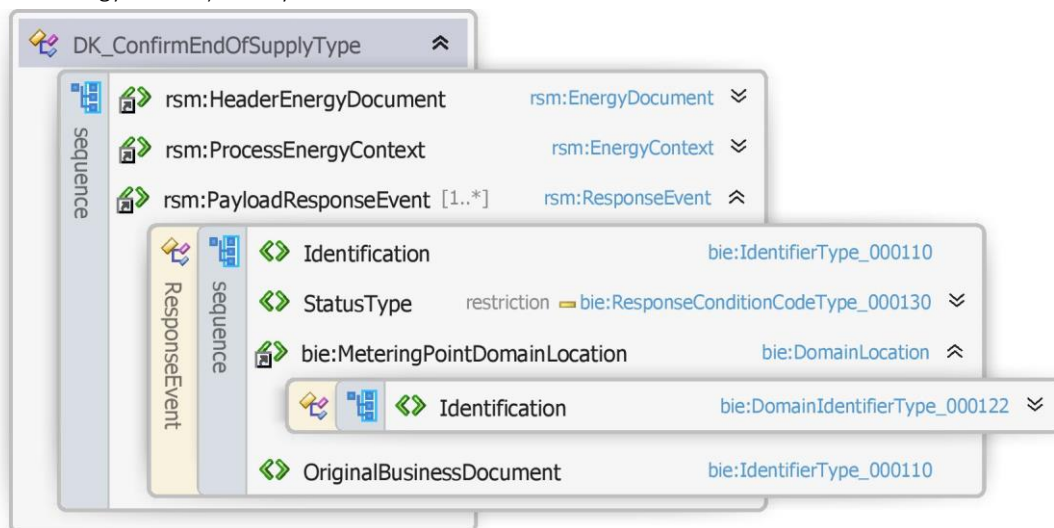 DK_ConfirmEndOfSupplyType
sequence
rsm:HeaderEnergyDocument rsm:EnergyDocument
rsm:ProcessEnergyContext rsm:EnergyContext
rsm:PayloadResponseEvent [1..*] rsm:ResponseEvent
ResponseEvent
sequence
Identification bie:IdentifierType_000110
StatusType restriction bie:ResponseConditionCodeType_000130
bie:MeteringPointDomainLocation bie:DomainLocation
Identification bie:DomainIdentifierType_000122
OriginalBusinessDocument bie:IdentifierType_000110